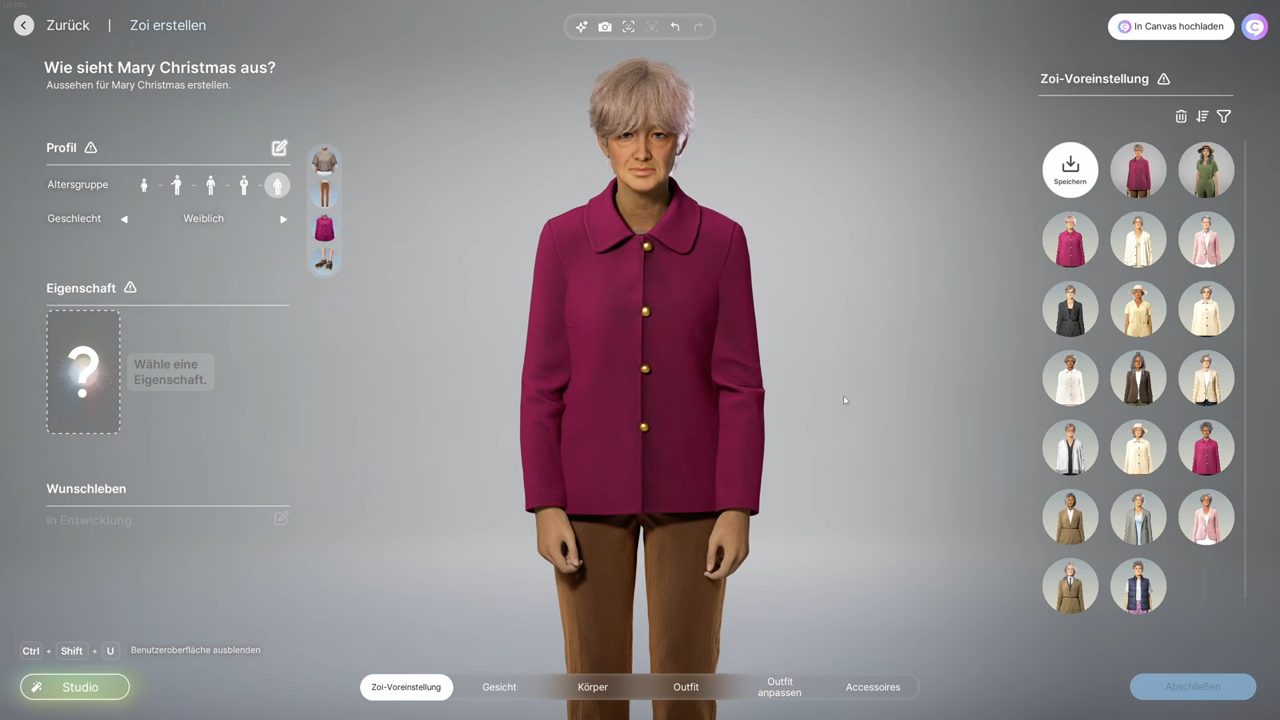 Zurück | Zoi erstellen
In Canvas hochladen
Wie sieht Mary Christmas aus?
Aussehen für Mary Christmas erstellen.
Zoi-Voreinstellung
Profil
Altersgruppe
Geschlecht
Weiblich
Speichern
Eigenschaft
?
Wähle eine
Eigenschaft.
Wunschleben
In Entwicklung
Ctrl + Shift + U Benutzeroberfläche ausblenden
Studio
Zoi-Voreinstellung
Gesicht
Körper
Outfit
Outfit
anpassen
Accessoires
Abschließen